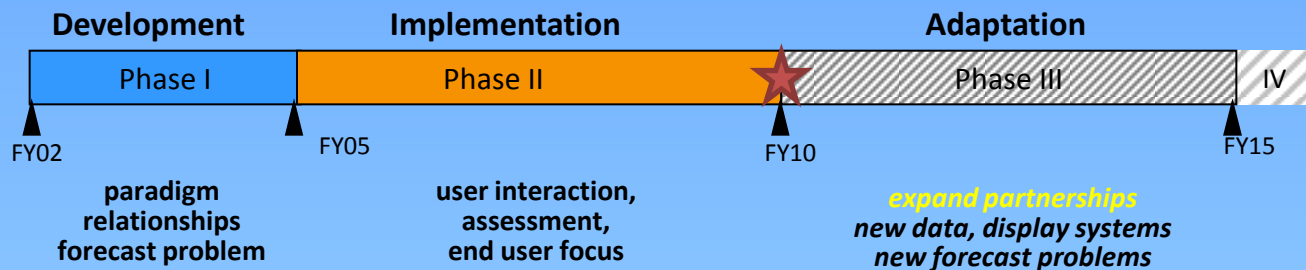 Development Implementation Adaptation
Phase I Phase II Phase III IV
FY02 FY05 FY10 FY15
paradigm
relationships
forecast problem
user interaction,
assessment,
end user focus
expand partnerships
new data, display systems
new forecast problems